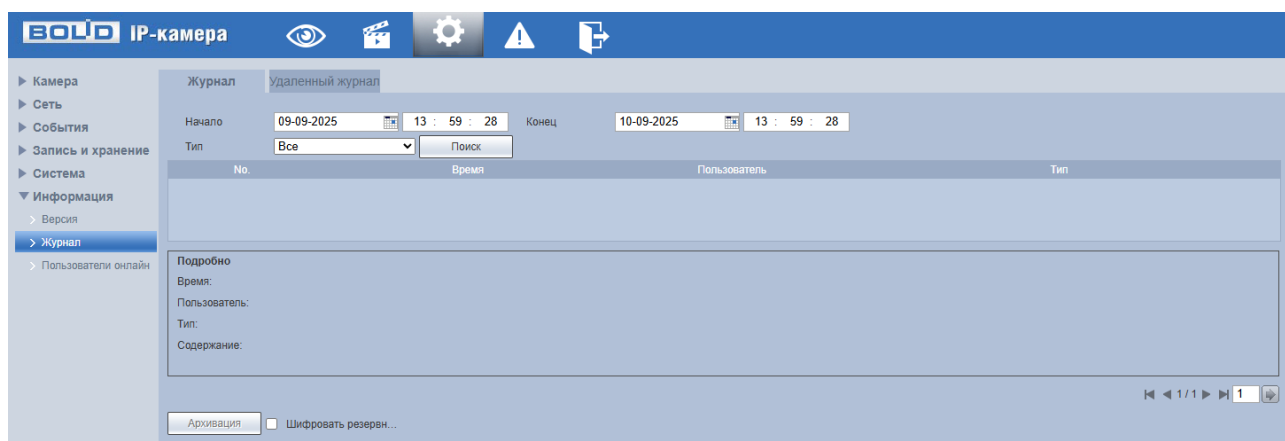 BOLID IP-камера
Камера
Сеть
События
Запись и хранение
Система
Информация
Версия
Журнал
Пользователи онлайн
Журнал Удаленный журнал
Начало 09-09-2025 13 : 59 : 28 Конец 10-09-2025 13 : 59 : 28
Тип Все Поиск
No. Время Пользователь Тип
Подробно
Время:
Пользователь:
Тип:
Содержание:
1 / 1 1
Архивация Шифровать резервн...